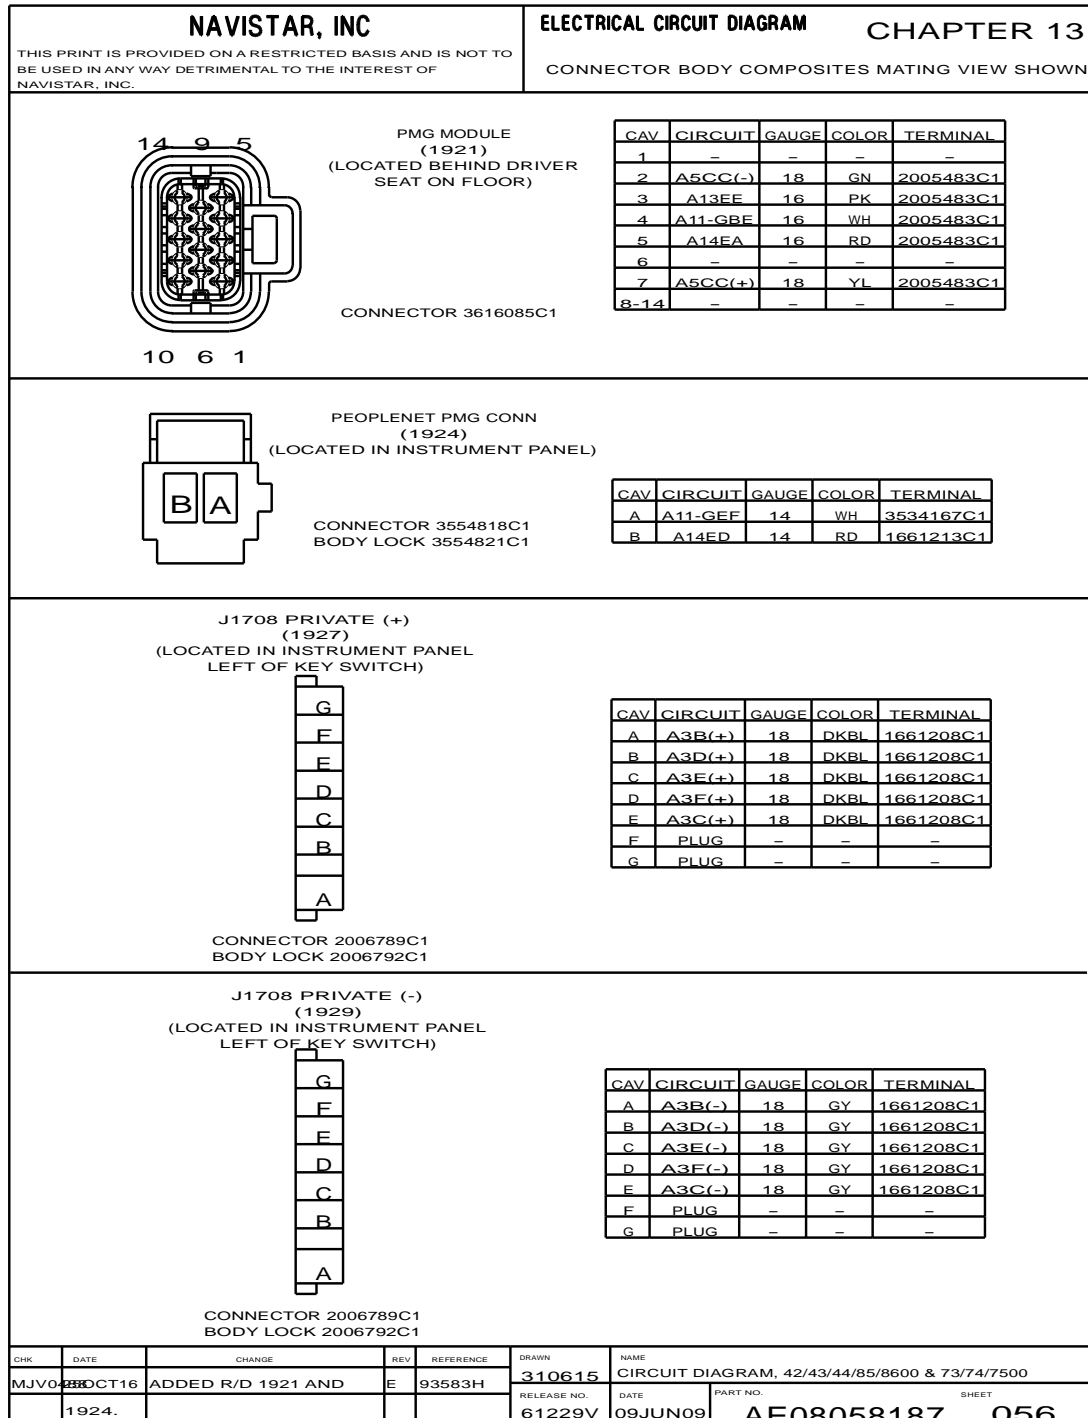 NAVISTAR, INC
THIS PRINT IS PROVIDED ON A RESTRICTED BASIS AND IS NOT TO
BE USED IN ANY WAY DETRIMENTAL TO THE INTEREST OF
NAVISTAR, INC.
ELECTRICAL CIRCUIT DIAGRAM CHAPTER 13
CONNECTOR BODY COMPOSITES MATING VIEW SHOWN
14 9 5
10 6 1
PMG MODULE
(1921)
(LOCATED BEHIND DRIVER
SEAT ON FLOOR)
CONNECTOR 3616085C1
CAV CIRCUIT GAUGE COLOR TERMINAL
1 – – – –
2 A5CC(-) 18 GN 2005483C1
3 A13EE 16 PK 2005483C1
4 A11-GBE 16 WH 2005483C1
5 A14EA 16 RD 2005483C1
6 – – – –
7 A5CC(+) 18 YL 2005483C1
8-14 – – – –
PEOPLENET PMG CONN
(1924)
(LOCATED IN INSTRUMENT PANEL)
B A
CONNECTOR 3554818C1
BODY LOCK 3554821C1
CAV CIRCUIT GAUGE COLOR TERMINAL
A A11-GEF 14 WH 3534167C1
B A14ED 14 RD 1661213C1
J1708 PRIVATE (+)
(1927)
(LOCATED IN INSTRUMENT PANEL
LEFT OF KEY SWITCH)
G
F
E
D
C
B
A
CONNECTOR 2006789C1
BODY LOCK 2006792C1
CAV CIRCUIT GAUGE COLOR TERMINAL
A A3B(+) 18 DKBL 1661208C1
B A3D(+) 18 DKBL 1661208C1
C A3E(+) 18 DKBL 1661208C1
D A3F(+) 18 DKBL 1661208C1
E A3C(+) 18 DKBL 1661208C1
F PLUG – – –
G PLUG – – –
J1708 PRIVATE (-)
(1929)
(LOCATED IN INSTRUMENT PANEL
LEFT OF KEY SWITCH)
G
F
E
D
C
B
A
CONNECTOR 2006789C1
BODY LOCK 2006792C1
CAV CIRCUIT GAUGE COLOR TERMINAL
A A3B(-) 18 GY 1661208C1
B A3D(-) 18 GY 1661208C1
C A3E(-) 18 GY 1661208C1
D A3F(-) 18 GY 1661208C1
E A3C(-) 18 GY 1661208C1
F PLUG – – –
G PLUG – – –
CHK DATE CHANGE REV REFERENCE
ADDED R/D 1921 AND E 93583H
1924.
DRAWN
310615
NAME
CIRCUIT DIAGRAM, 42/43/44/85/8600 & 73/74/7500
RELEASE NO.
61229V
DATE
09JUN09
PART NO.
AE08058187
SHEET
056